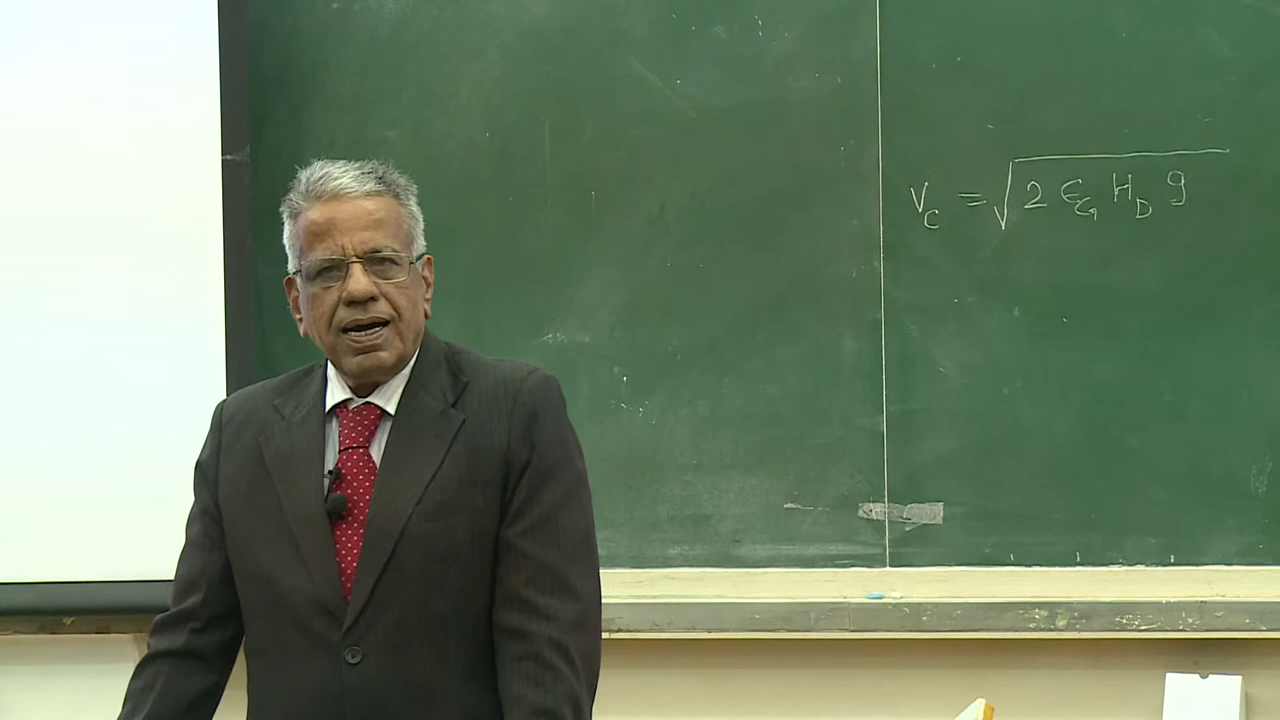 V_C = √(2 ϵ_G H_D g)